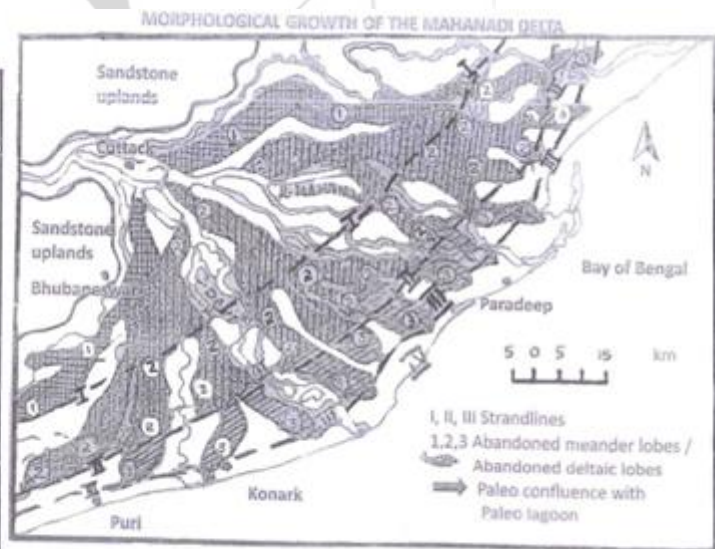 MORPHOLOGICAL GROWTH OF THE MAHANADI DELTA
Sandstone
uplands
Cuttack
N
Sandstone
uplands
Bhubaneswar
Bay of Bengal
Paradeep
5 0 5 15 km
I, II, III Strandlines
1,2,3 Abandoned meander lobes /
Abandoned deltaic lobes
Paleo confluence with
Paleo lagoon
Konark
Puri